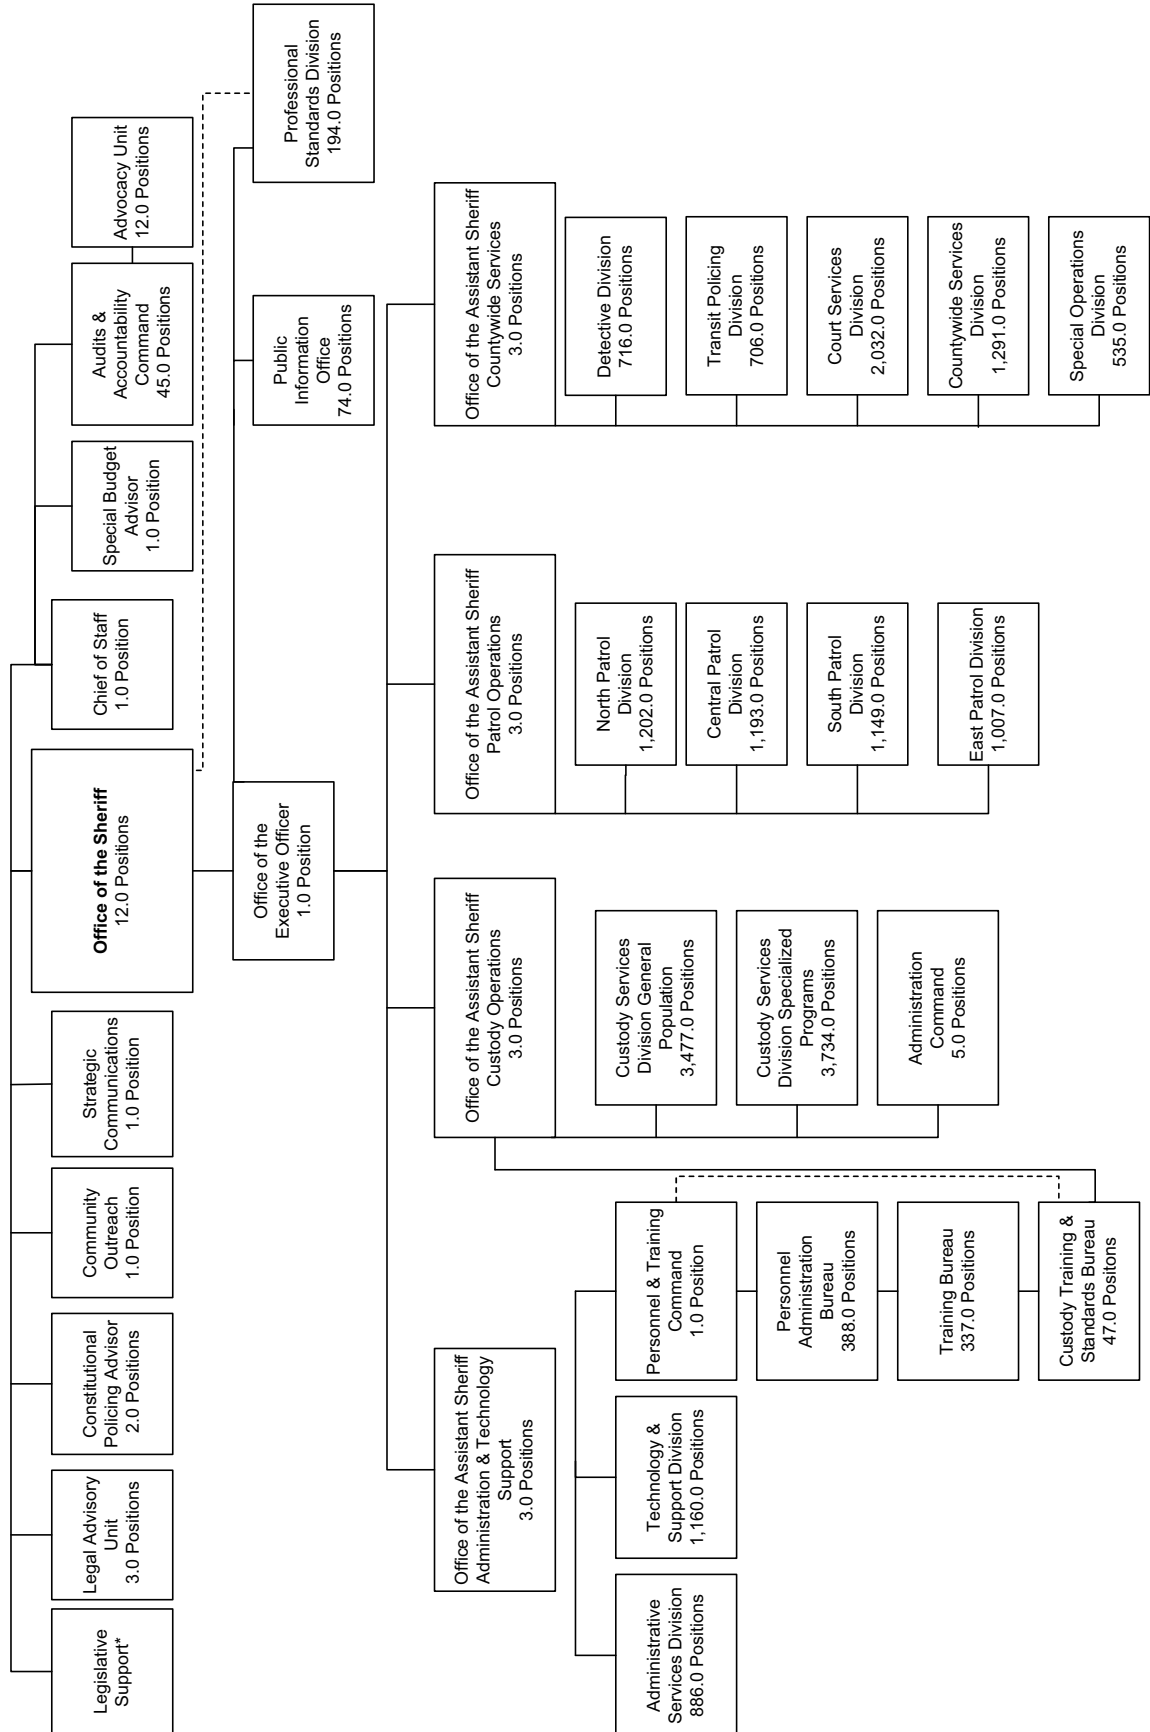 Legislative
Support*
Legal Advisory
Unit
3.0 Positions
Constitutional
Policing Advisor
2.0 Positions
Community
Outreach
1.0 Position
Strategic
Communications
1.0 Position
Office of the Sheriff
12.0 Positions
Chief of Staff
1.0 Position
Special Budget
Advisor
1.0 Position
Audits &
Accountability
Command
45.0 Positions
Advocacy Unit
12.0 Positions
Office of the
Executive Officer
1.0 Position
Public
Information
Office
74.0 Positions
Professional
Standards Division
194.0 Positions
Office of the Assistant Sheriff
Administration & Technology
Support
3.0 Positions
Administrative
Services Division
886.0 Positions
Technology &
Support Division
1,160.0 Positions
Personnel & Training
Command
1.0 Position
Personnel
Administration
Bureau
388.0 Positions
Training Bureau
337.0 Positions
Custody Training &
Standards Bureau
47.0 Positons
Office of the Assistant Sheriff
Custody Operations
3.0 Positions
Custody Services
Division General
Population
3,477.0 Positions
Custody Services
Division Specialized
Programs
3,734.0 Positions
Administration
Command
5.0 Positions
Office of the Assistant Sheriff
Patrol Operations
3.0 Positions
North Patrol
Division
1,202.0 Positions
Central Patrol
Division
1,193.0 Positions
South Patrol
Division
1,149.0 Positions
East Patrol Division
1,007.0 Positions
Office of the Assistant Sheriff
Countywide Services
3.0 Positions
Detective Division
716.0 Positions
Transit Policing
Division
706.0 Positions
Court Services
Division
2,032.0 Positions
Countywide Services
Division
1,291.0 Positions
Special Operations
Division
535.0 Positions